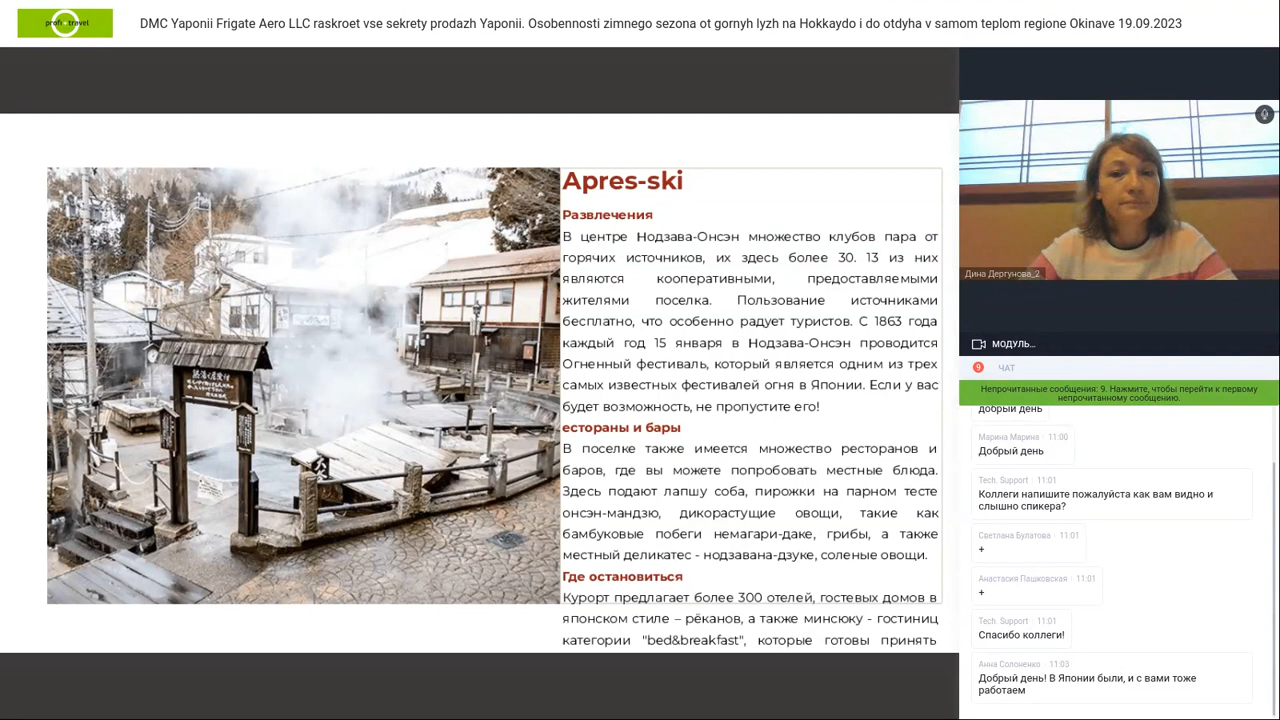 profi travel
DMC Yaponii Frigate Aero LLC raskroet vse sekrety prodazh Yaponii. Osobennosti zimnego sezona ot gornyh lyzh na Hokkaydo i do otdyha v samom teplom regione Okinave 19.09.2023
Apres-ski
Развлечения
В центре Нодзава-Онсэн множество клубов пара от
горячих источников, их здесь более 30. 13 из них
являются кооперативными, предоставляемыми
жителями поселка. Пользование источниками
бесплатно, что особенно радует туристов. С 1863 года
каждый год 15 января в Нодзава-Онсэн проводится
Огненный фестиваль, который является одним из трех
самых известных фестивалей огня в Японии. Если у вас
будет возможность, не пропустите его!
естораны и бары
В поселке также имеется множество ресторанов и
баров, где вы можете попробовать местные блюда.
Здесь подают лапшу соба, пирожки на парном тесте
онсэн-мандзю, дикорастущие овощи, такие как
бамбуковые побеги немагари-даке, грибы, а также
местный деликатес - нодзавана-дзуке, соленые овощи.
Где остановиться
Курорт предлагает более 300 отелей, гостевых домов в
японском стиле – рёканов, а также минсюку - гостиниц
категории "bed&breakfast", которые готовы принять
Дина Дергунова_2
МОДУЛЬ...
9 ЧАТ
Непрочитанные сообщения: 9. Нажмите, чтобы перейти к первому
непрочитанному сообщению.
добрый день
Марина Марина · 11:00
Добрый день
Tech. Support · 11:01
Коллеги напишите пожалуйста как вам видно и
слышно спикера?
Светлана Булатова · 11:01
+
Анастасия Пашковская · 11:01
+
Tech. Support · 11:01
Спасибо коллеги!
Анна Солоненко · 11:03
Добрый день! В Японии были, и с вами тоже
работаем